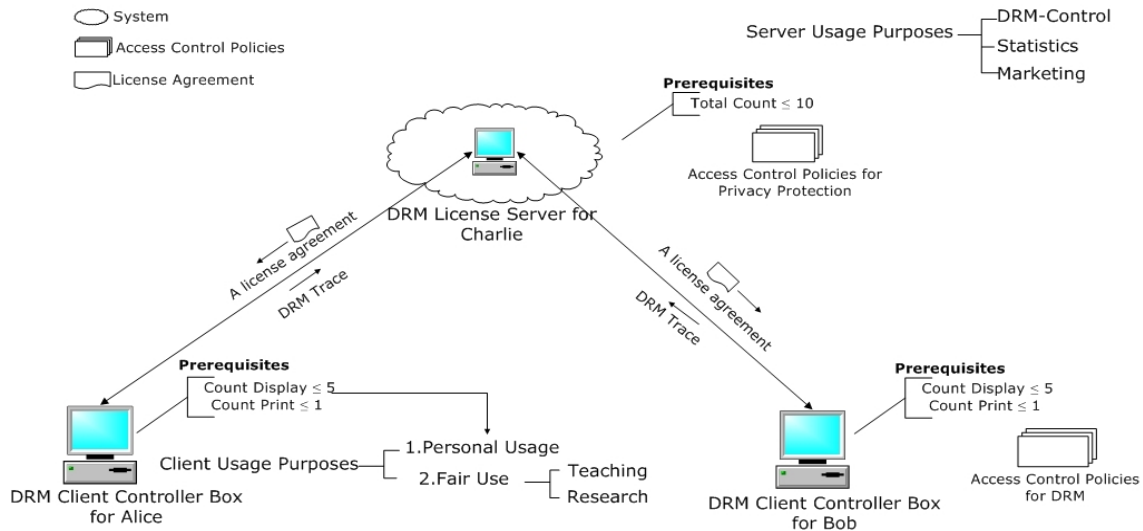 System
Access Control Policies
License Agreement
Server Usage Purposes
DRM-Control
Statistics
Marketing
Prerequisites
Total Count ≤ 10
Access Control Policies for
Privacy Protection
DRM License Server for
Charlie
A license agreement
DRM Trace
A license agreement
DRM Trace
Prerequisites
Count Display ≤ 5
Count Print ≤ 1
Client Usage Purposes
1.Personal Usage
2.Fair Use
Teaching
Research
DRM Client Controller Box
for Alice
Prerequisites
Count Display ≤ 5
Count Print ≤ 1
Access Control Policies
for DRM
DRM Client Controller Box
for Bob